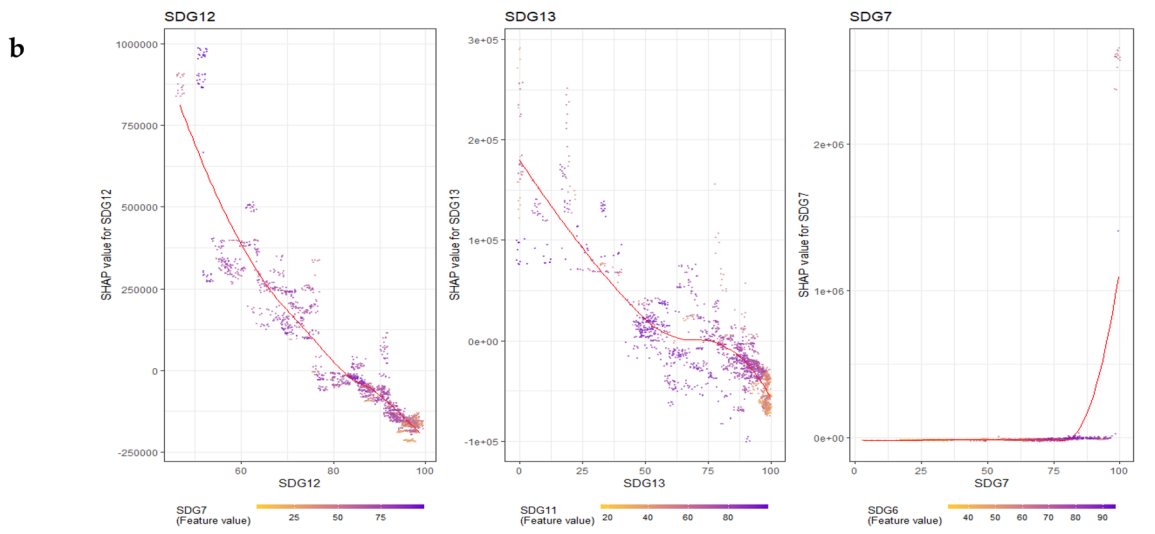 b
SDG12
SHAP value for SDG12
1000000
750000
500000
250000
0
-250000
60
80
100
SDG12
SDG7
(Feature value)
25
50
75
SDG13
SHAP value for SDG13
3e+05
2e+05
1e+05
0e+00
-1e+05
0
25
50
75
100
SDG13
SDG11
(Feature value)
20
40
60
80
SDG7
SHAP value for SDG7
2e+06
1e+06
0e+00
0
25
50
75
100
SDG7
SDG6
(Feature value)
40
50
60
70
80
90